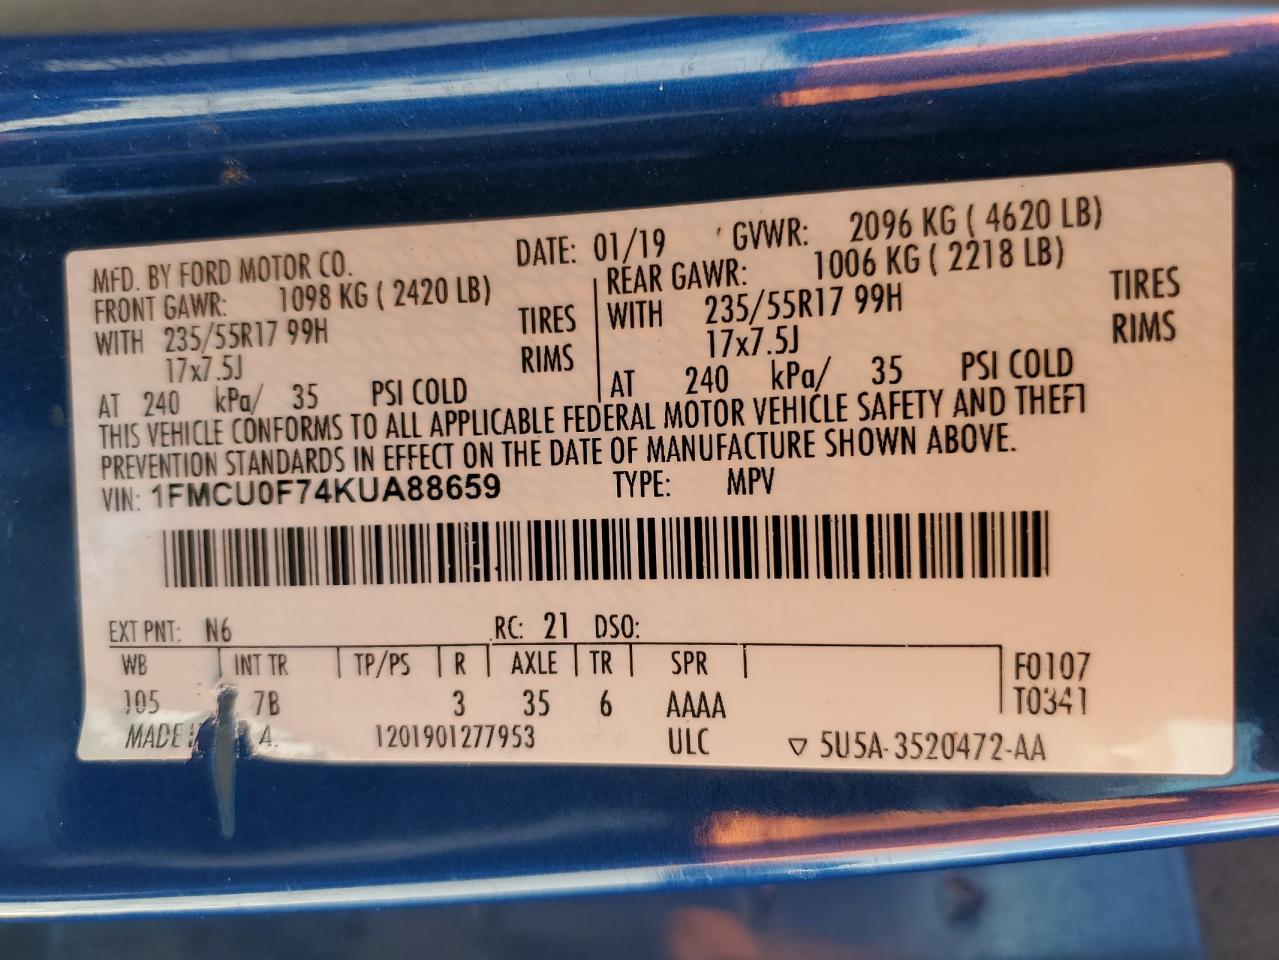 MFD. BY FORD MOTOR CO. DATE: 01/19 GVWR: 2096 KG ( 4620 LB)
FRONT GAWR: 1098 KG ( 2420 LB) REAR GAWR: 1006 KG ( 2218 LB)
WITH 235/55R17 99H TIRES WITH 235/55R17 99H TIRES
17x7.5J RIMS 17x7.5J RIMS
AT 240 kPa/ 35 PSI COLD AT 240 kPa/ 35 PSI COLD
THIS VEHICLE CONFORMS TO ALL APPLICABLE FEDERAL MOTOR VEHICLE SAFETY AND THEFT
PREVENTION STANDARDS IN EFFECT ON THE DATE OF MANUFACTURE SHOWN ABOVE.
VIN: 1FMCU0F74KUA88659 TYPE: MPV
EXT PNT: N6 RC: 21 DSO:
WB INT TR TP/PS R AXLE TR SPR F0107
105 7B 3 35 6 AAAA T0341
MADE A. 1201901277953 ULC ▽ 5U5A-3520472-AA